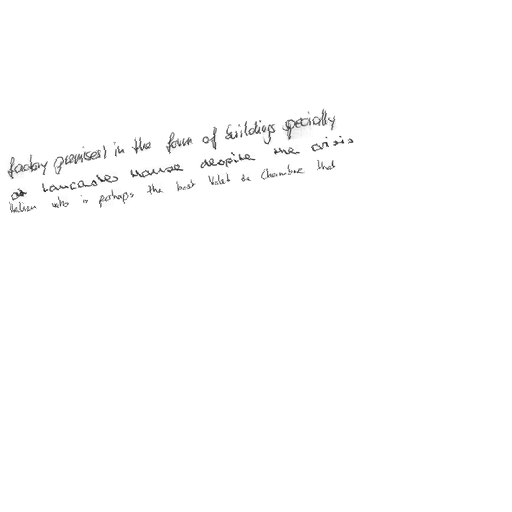 factory premises) in the form of buildings specially
at Lancaster House despite the crisis
Italian who is perhaps the best Valet de Chambre that